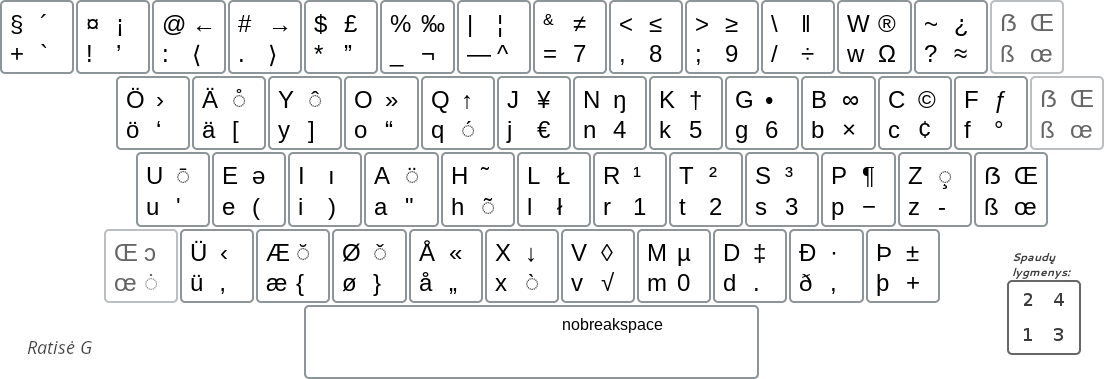 § ´ ¤ ¡ @ ← # → $ £ % ‰ | ¦ & ≠ < ≤ > ≥ \ ‖ W ® ~ ¿ ẞ Œ
+ ` ! ’ : ⟨ . ⟩ * ” _ ¬ — ^ = 7 , 8 ; 9 / ÷ w Ω ? ≈ ß œ
Ö › Ä ◌̊ Y ◌̂ O » Q ↑ J ¥ N ŋ K † G • B ∞ C © F ƒ ẞ Œ
ö ‘ ä [ y ] o “ q ◌́ j € n 4 k 5 g 6 b × c ¢ f ° ß œ
U ◌̄ E ə I ı A ◌̈ H ˜ L Ł R ¹ T ² S ³ P ¶ Z ◌̧ ẞ Œ
u ' e ( i ) a " h ◌̃ l ł r 1 t 2 s 3 p − z - ß œ
Œ ɔ Ü ‹ Æ ◌̆ Ø ◌̌ Å « X ↓ V ◊ M µ D ‡ Ð · Þ ±
œ ◌̇ ü ‚ æ { ø } å „ x ◌̀ v √ m 0 d . ð , þ +
Spaudų
lygmenys:
2 4
1 3
nobreakspace
Ratisė G